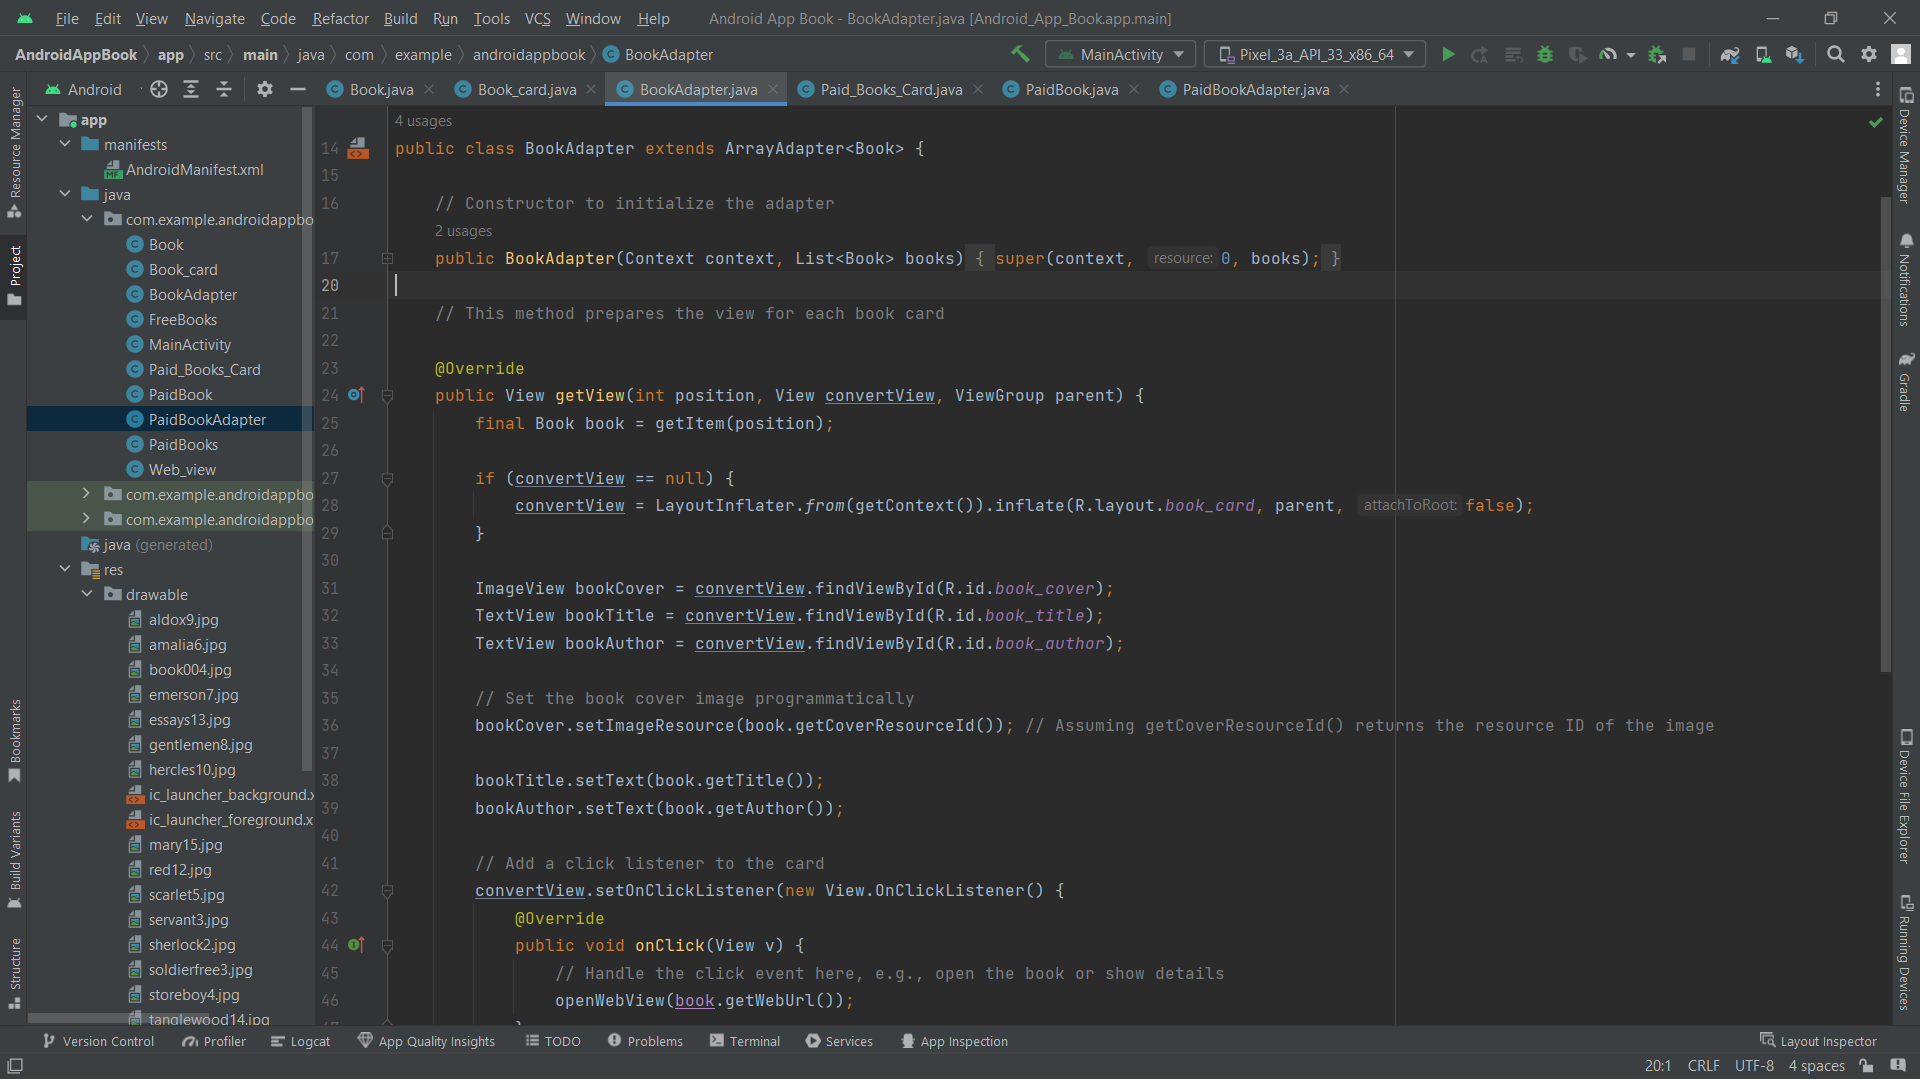 File Edit View Navigate Code Refactor Build Run Tools VCS Window Help Android App Book - BookAdapter.java [Android_App_Book.app.main]
AndroidAppBook app src main java com example androidappbook BookAdapter MainActivity Pixel_3a_API_33_x86_64
Android Book.java Book_card.java BookAdapter.java Paid_Books_Card.java PaidBook.java PaidBookAdapter.java
Resource Manager
Project
Bookmarks
Build Variants
Structure
app
manifests
AndroidManifest.xml
java
com.example.androidappbo
Book
Book_card
BookAdapter
FreeBooks
MainActivity
Paid_Books_Card
PaidBook
PaidBookAdapter
PaidBooks
Web_view
com.example.androidappbo
com.example.androidappbo
java (generated)
res
drawable
aldox9.jpg
amalia6.jpg
book004.jpg
emerson7.jpg
essays13.jpg
gentlemen8.jpg
hercles10.jpg
ic_launcher_background.x
ic_launcher_foreground.x
mary15.jpg
red12.jpg
scarlet5.jpg
servant3.jpg
sherlock2.jpg
soldierfree3.jpg
storeboy4.jpg
tanglewood14.jpg
4 usages
14 public class BookAdapter extends ArrayAdapter<Book> {
15
16 // Constructor to initialize the adapter
2 usages
17 public BookAdapter(Context context, List<Book> books) { super(context, resource: 0, books); }
20
21 // This method prepares the view for each book card
22
23 @Override
24 public View getView(int position, View convertView, ViewGroup parent) {
25 final Book book = getItem(position);
26
27 if (convertView == null) {
28 convertView = LayoutInflater.from(getContext()).inflate(R.layout.book_card, parent, attachToRoot: false);
29 }
30
31 ImageView bookCover = convertView.findViewById(R.id.book_cover);
32 TextView bookTitle = convertView.findViewById(R.id.book_title);
33 TextView bookAuthor = convertView.findViewById(R.id.book_author);
34
35 // Set the book cover image programmatically
36 bookCover.setImageResource(book.getCoverResourceId()); // Assuming getCoverResourceId() returns the resource ID of the image
37
38 bookTitle.setText(book.getTitle());
39 bookAuthor.setText(book.getAuthor());
40
41 // Add a click listener to the card
42 convertView.setOnClickListener(new View.OnClickListener() {
43 @Override
44 public void onClick(View v) {
45 // Handle the click event here, e.g., open the book or show details
46 openWebView(book.getWebUrl());
Device Manager
Notifications
Gradle
Device File Explorer
Running Devices
Version Control Profiler Logcat App Quality Insights TODO Problems Terminal Services App Inspection Layout Inspector
20:1 CRLF UTF-8 4 spaces